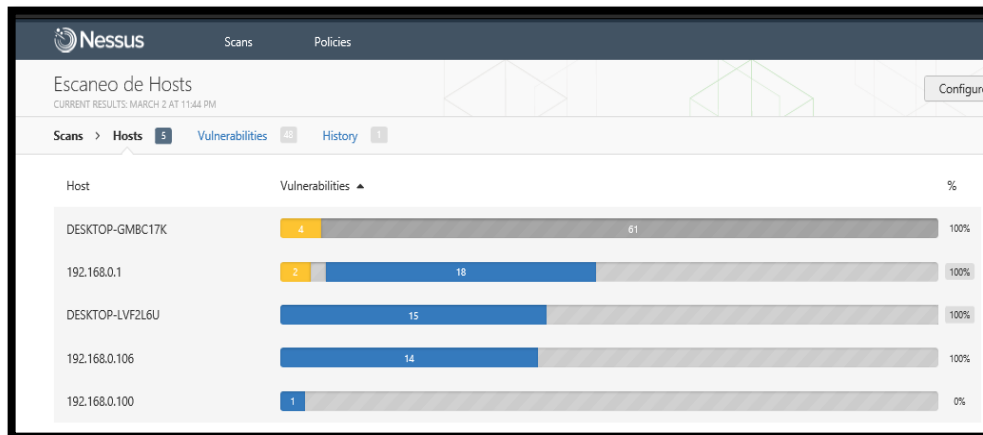 Nessus Scans Policies
Escaneo de Hosts Configure
CURRENT RESULTS: MARCH 2 AT 11:44 PM
Scans > Hosts 5 Vulnerabilities 48 History 1
Host Vulnerabilities ▲ %
DESKTOP-GMBC17K 4 61 100%
192.168.0.1 2 18 100%
DESKTOP-LVF2L6U 15 100%
192.168.0.106 14 100%
192.168.0.100 1 0%